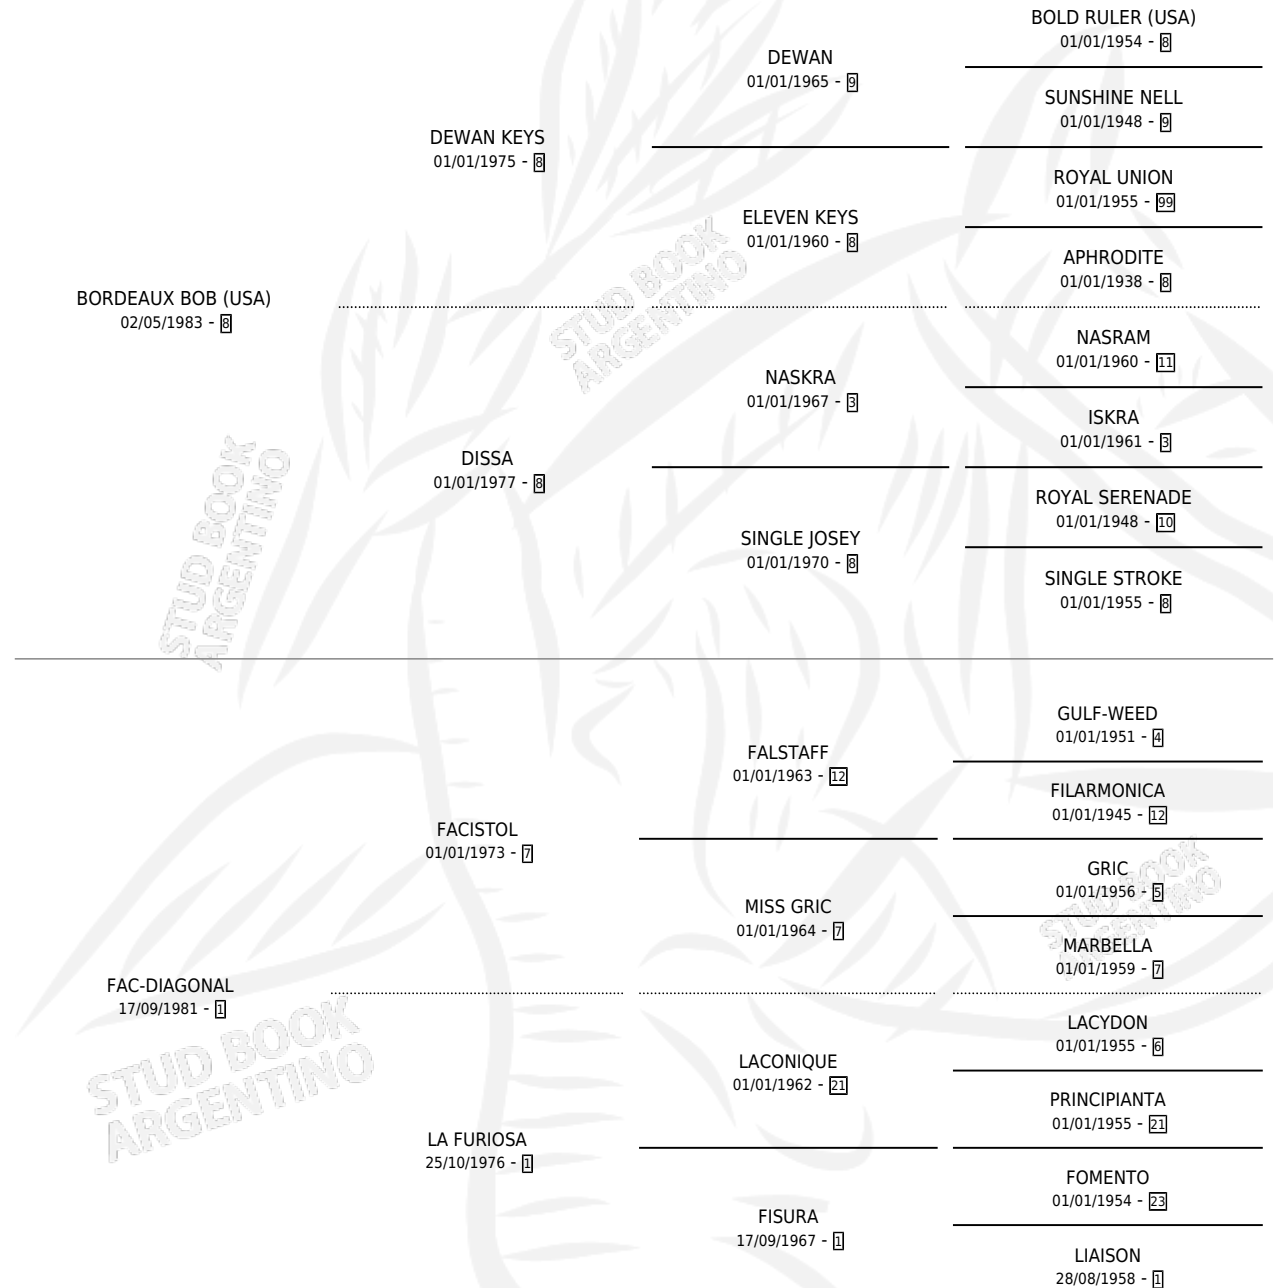 BOLD RULER (USA)
01/01/1954 - 8
DEWAN
01/01/1965 - 9
SUNSHINE NELL
01/01/1948 - 9
DEWAN KEYS
01/01/1975 - 8
ROYAL UNION
01/01/1955 - 99
ELEVEN KEYS
01/01/1960 - 8
APHRODITE
01/01/1938 - 8
BORDEAUX BOB (USA)
02/05/1983 - 8
NASRAM
01/01/1960 - 11
NASKRA
01/01/1967 - 3
ISKRA
01/01/1961 - 3
DISSA
01/01/1977 - 8
ROYAL SERENADE
01/01/1948 - 10
SINGLE JOSEY
01/01/1970 - 8
SINGLE STROKE
01/01/1955 - 8
GULF-WEED
01/01/1951 - 4
FALSTAFF
01/01/1963 - 12
FILARMONICA
01/01/1945 - 12
FACISTOL
01/01/1973 - 7
GRIC
01/01/1956 - 5
MISS GRIC
01/01/1964 - 7
MARBELLA
01/01/1959 - 7
FAC-DIAGONAL
17/09/1981 - 1
LACYDON
01/01/1955 - 6
LACONIQUE
01/01/1962 - 21
PRINCIPIANTA
01/01/1955 - 21
LA FURIOSA
25/10/1976 - 1
FOMENTO
01/01/1954 - 23
FISURA
17/09/1967 - 1
LIAISON
28/08/1958 - 1
STUD BOOK
ARGENTINO
STUD BOOK
ARGENTINO
STUD BOOK
ARGENTINO
STUD BOOK
ARGENTINO